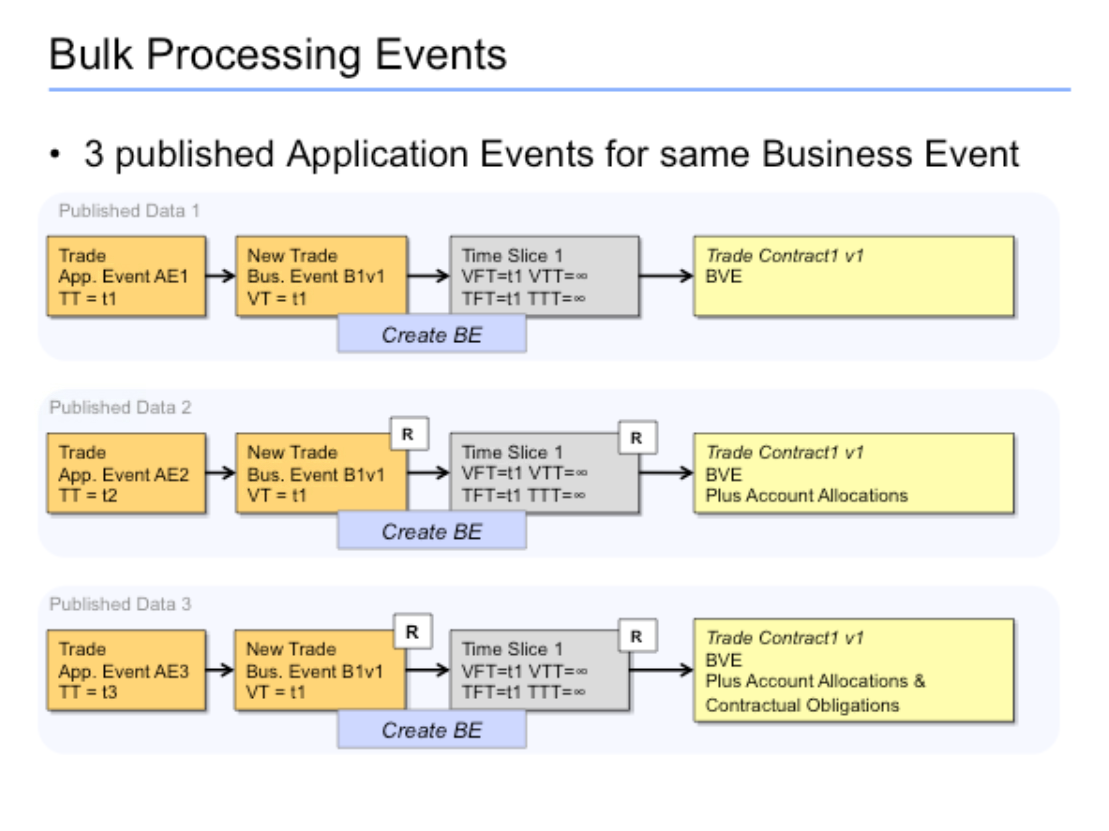 Bulk Processing Events
• 3 published Application Events for same Business Event
Published Data 1
Trade
App. Event AE1
TT = t1
New Trade
Bus. Event B1v1
VT = t1
Create BE
Time Slice 1
VFT=t1 VTT=∞
TFT=t1 TTT=∞
Trade Contract1 v1
BVE
Published Data 2
Trade
App. Event AE2
TT = t2
New Trade
Bus. Event B1v1
VT = t1
R
Create BE
Time Slice 1
VFT=t1 VTT=∞
TFT=t1 TTT=∞
R
Trade Contract1 v1
BVE
Plus Account Allocations
Published Data 3
Trade
App. Event AE3
TT = t3
New Trade
Bus. Event B1v1
VT = t1
R
Create BE
Time Slice 1
VFT=t1 VTT=∞
TFT=t1 TTT=∞
R
Trade Contract1 v1
BVE
Plus Account Allocations &
Contractual Obligations